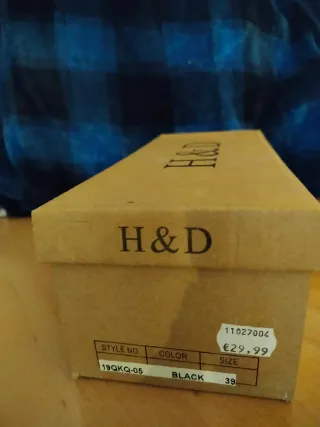 H&D
H&D
11027004
€29,99
STYLE NO. COLOR SIZE
19QKQ-05 BLACK 39